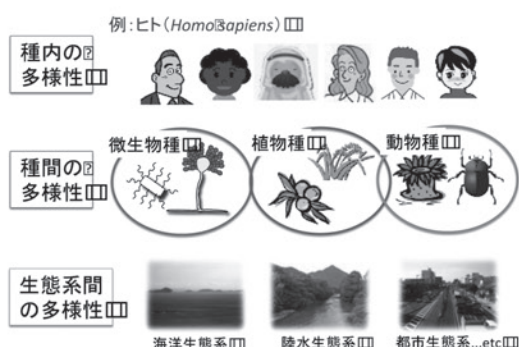 例:ヒト(Homo sapiens)
種内の
多様性
種間の
多様性
微生物種
植物種
動物種
生態系間
の多様性
海洋生態系
陸水生態系
都市生態系...etc